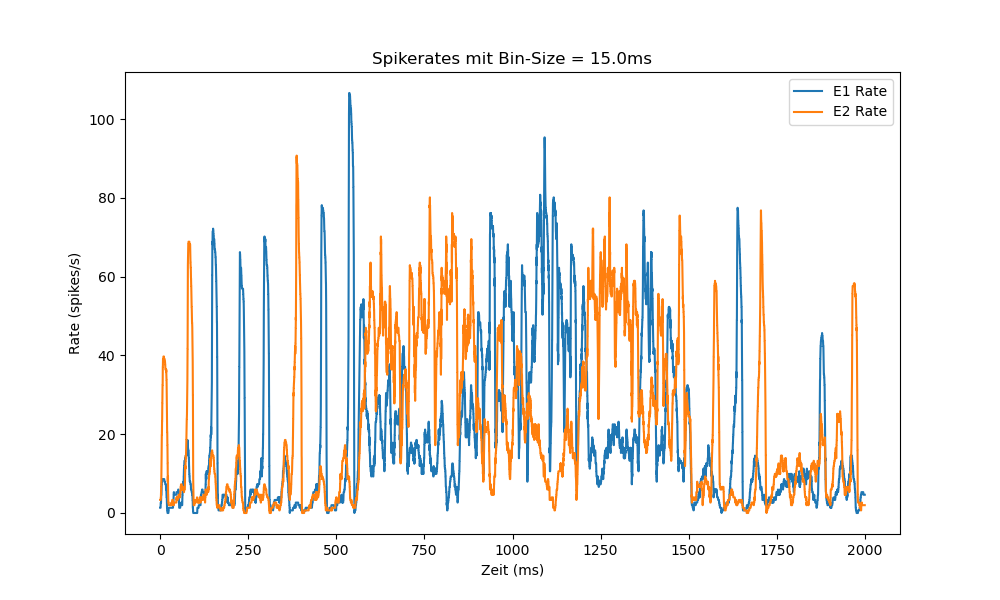 Spikerates mit Bin-Size = 15.0ms
E1 Rate
E2 Rate
Rate (spikes/s)
100
80
60
40
20
0
0 250 500 750 1000 1250 1500 1750 2000
Zeit (ms)